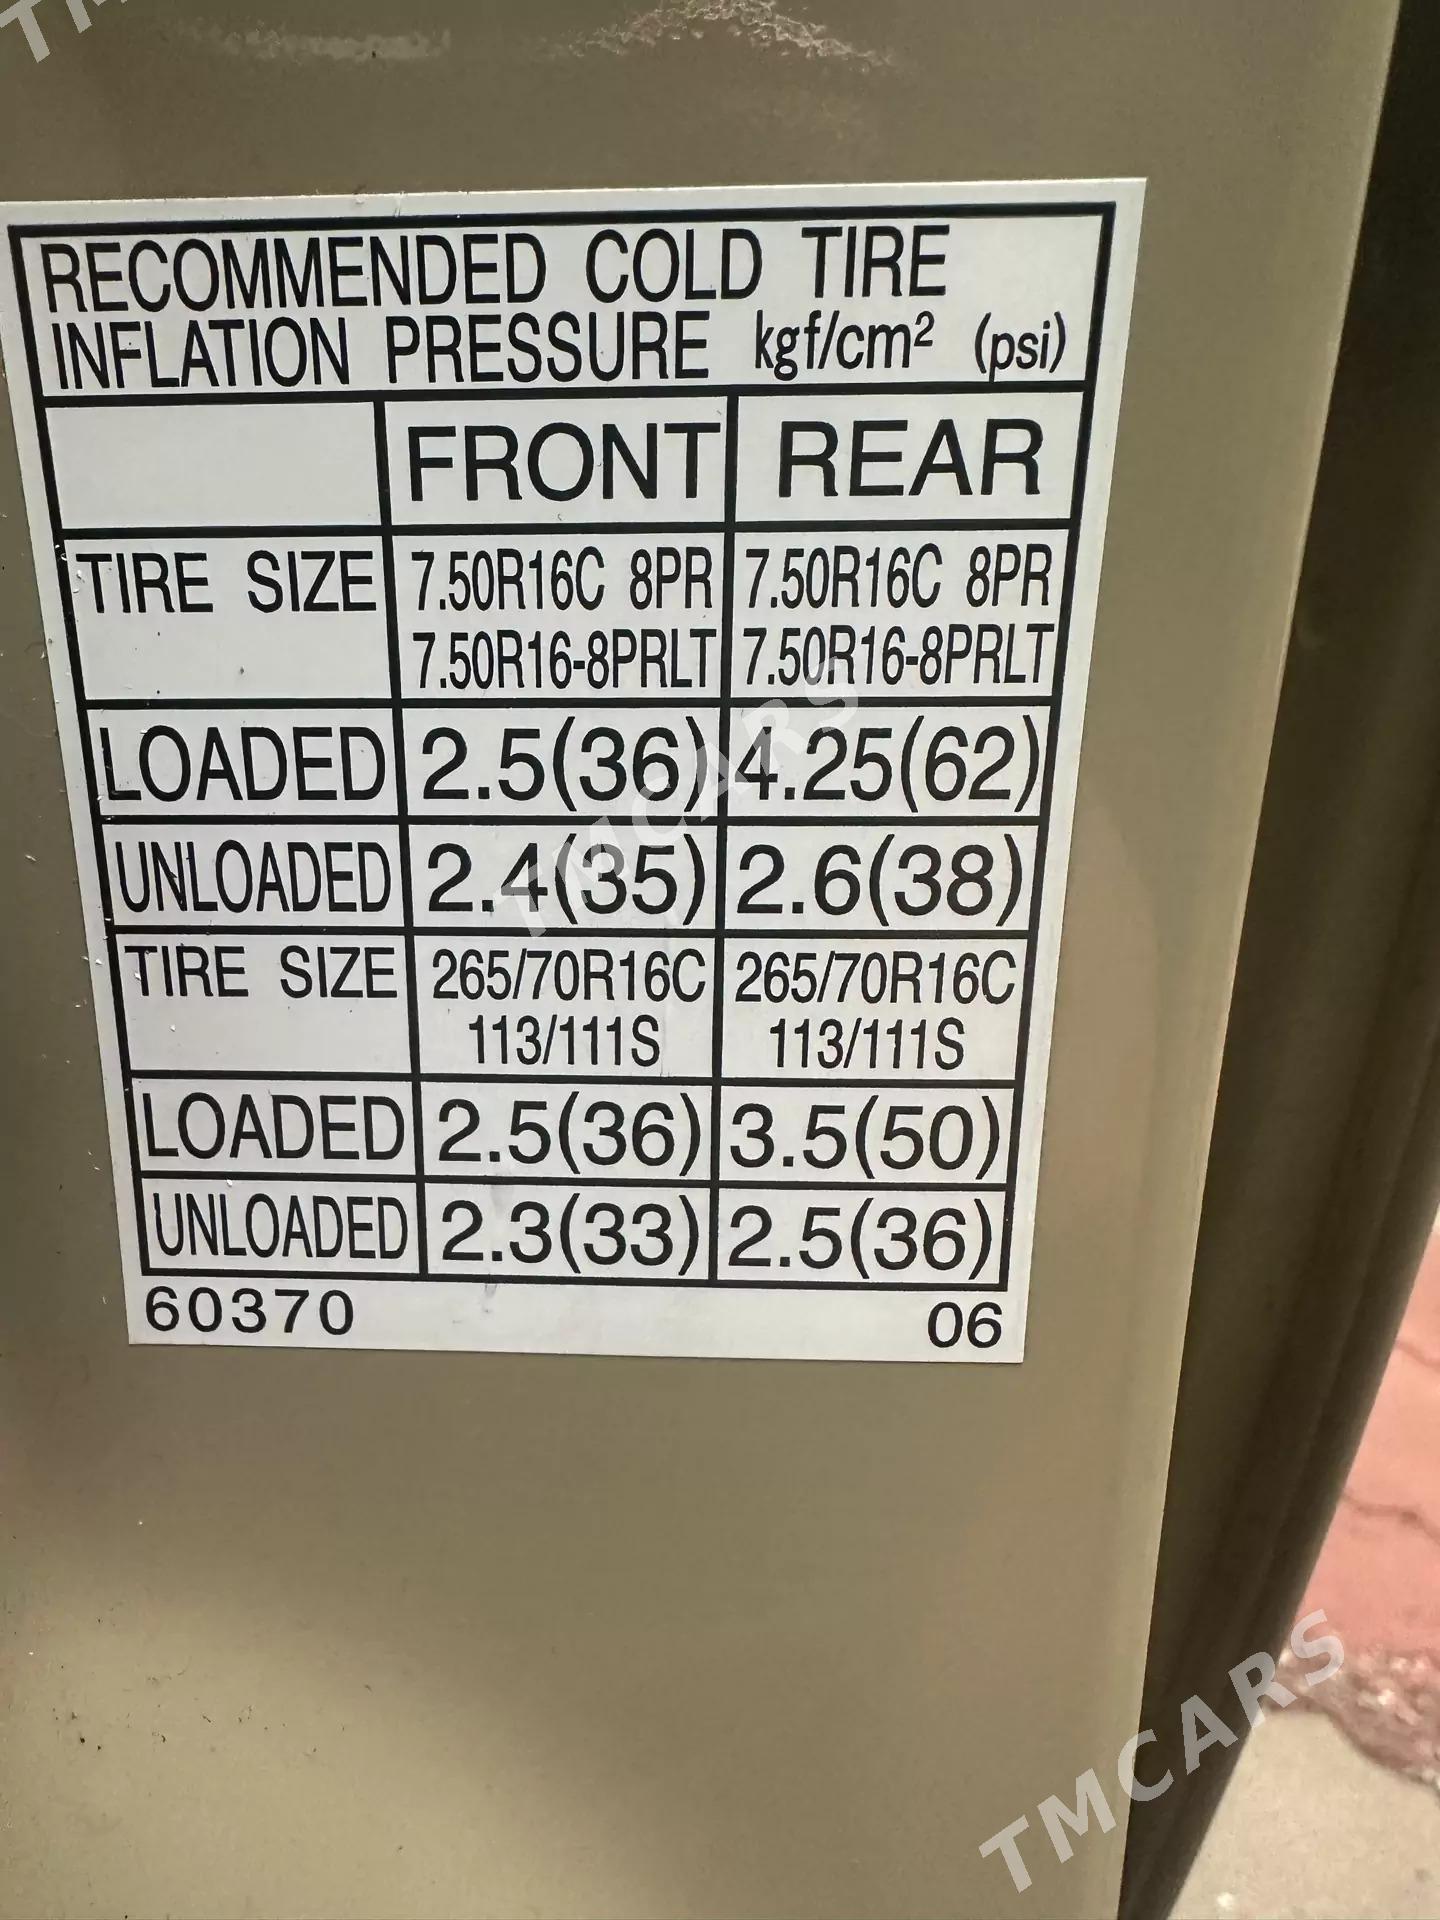 RECOMMENDED COLD TIRE
INFLATION PRESSURE kgf/cm² (psi)
FRONT REAR
TIRE SIZE 7.50R16C 8PR 7.50R16C 8PR
7.50R16-8PRLT 7.50R16-8PRLT
LOADED 2.5(36) 4.25(62)
UNLOADED 2.4(35) 2.6(38)
TIRE SIZE 265/70R16C 265/70R16C
113/111S 113/111S
LOADED 2.5(36) 3.5(50)
UNLOADED 2.3(33) 2.5(36)
60370 06
TMCARS
TMCARS